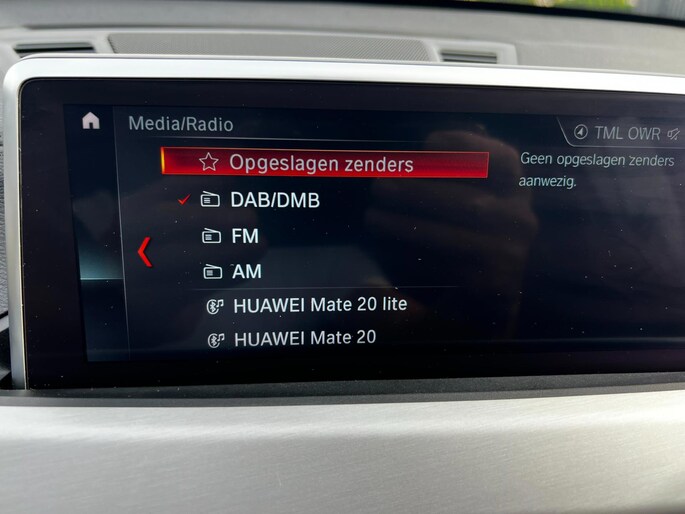 Media/Radio
TML OWR
Opgeslagen zenders
Geen opgeslagen zenders
aanwezig.
DAB/DMB
FM
AM
HUAWEI Mate 20 lite
HUAWEI Mate 20